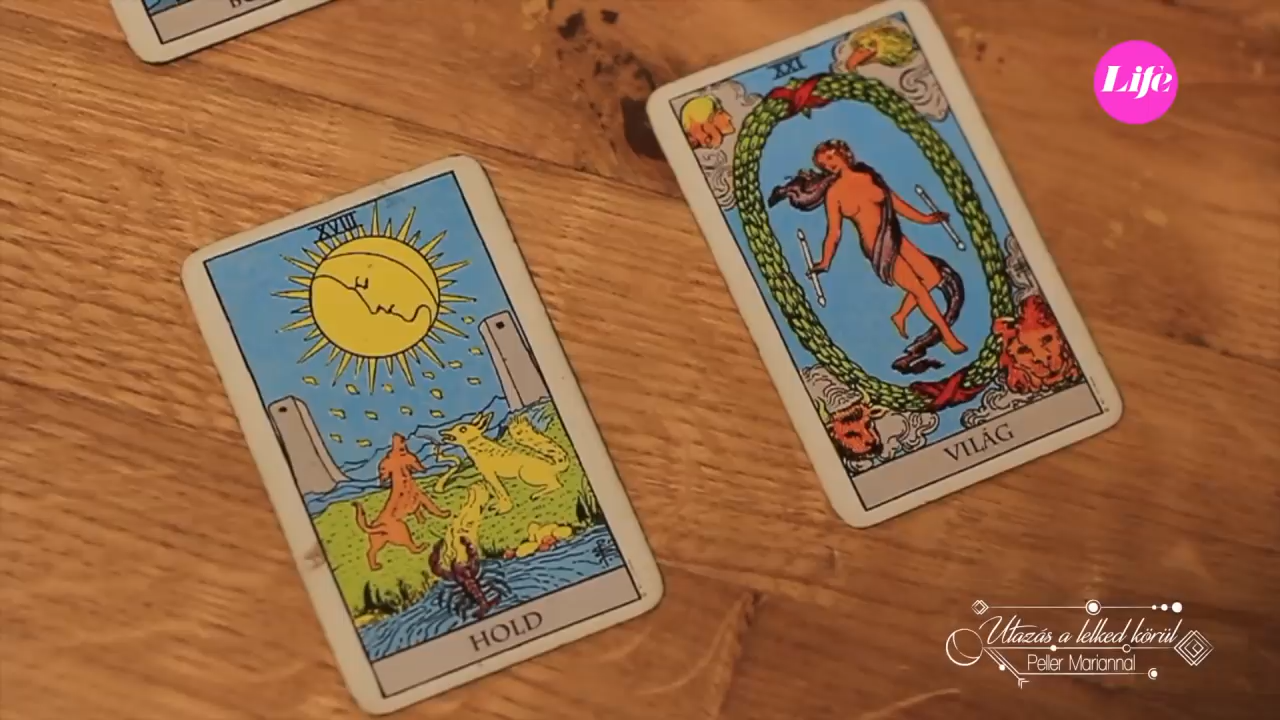 Life
XXI
XVIII
VILÁG
HOLD
Utazás a lelked körül
Peller Mariannal